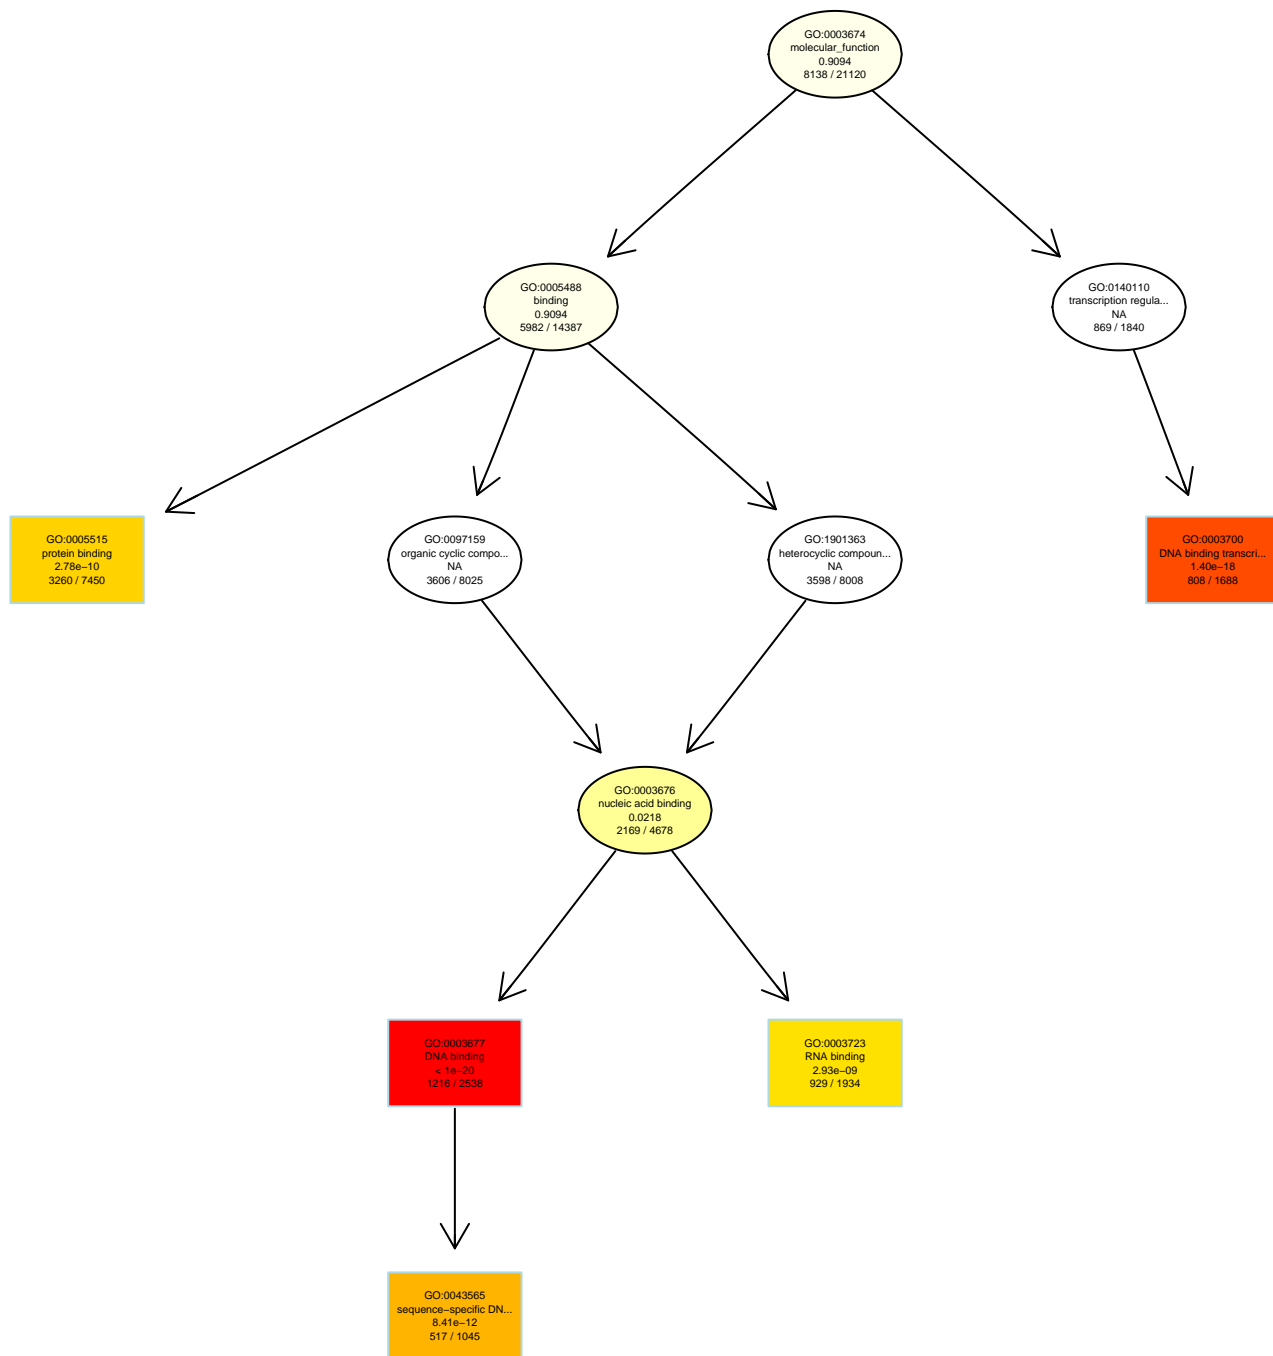 GO:0003674
molecular_function
0.9094
8138 / 21120
GO:0005488
binding
0.9094
5982 / 14387
GO:0140110
transcription regula...
NA
869 / 1840
GO:0005515
protein binding
2.78e−10
3260 / 7450
GO:0097159
organic cyclic compo...
NA
3606 / 8025
GO:1901363
heterocyclic compoun...
NA
3598 / 8008
GO:0003700
DNA binding transcri...
1.40e−18
808 / 1688
GO:0003676
nucleic acid binding
0.0218
2169 / 4678
GO:0003677
DNA binding
< 1e−20
1216 / 2538
GO:0003723
RNA binding
2.93e−09
929 / 1934
GO:0043565
sequence−specific DN...
8.41e−12
517 / 1045